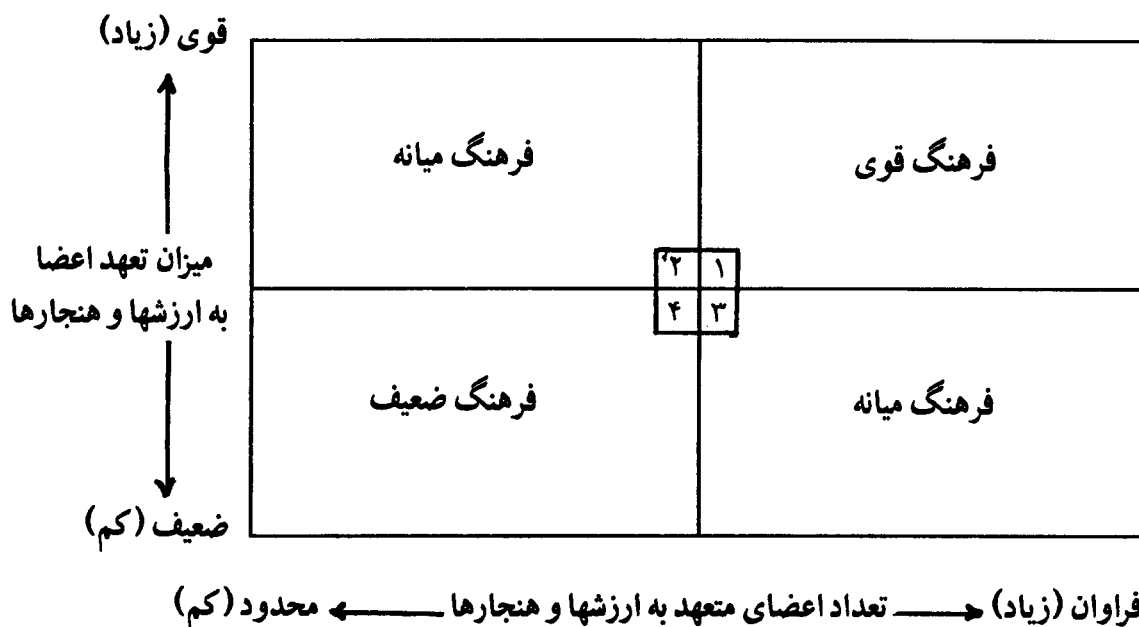 قوی (زیاد)
فرهنگ قوی
فرهنگ میانه
۱
۲
میزان تعهد اعضا
به ارزشها و هنجارها
۳
۴
فرهنگ میانه
فرهنگ ضعیف
ضعیف (کم)
فراوان (زیاد) تعداد اعضای متعهد به ارزشها و هنجارها محدود (کم)